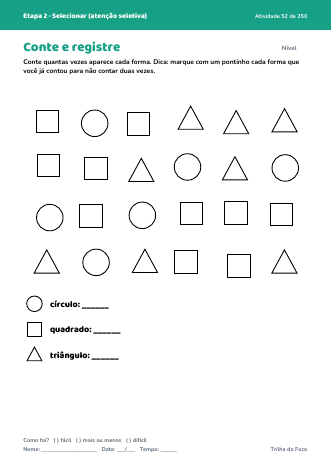 Etapa 2 · Selecionar (atenção seletiva)
Atividade 52 de 250
Conte e registre
Nível
Conte quantas vezes aparece cada forma. Dica: marque com um pontinho cada forma que
você já contou para não contar duas vezes.
círculo: ______
quadrado: ______
triângulo: ______
Como foi? ( ) fácil ( ) mais ou menos ( ) difícil
Nome: ____________________ Data: ___/___ Tempo: ______
Trilha do Foco